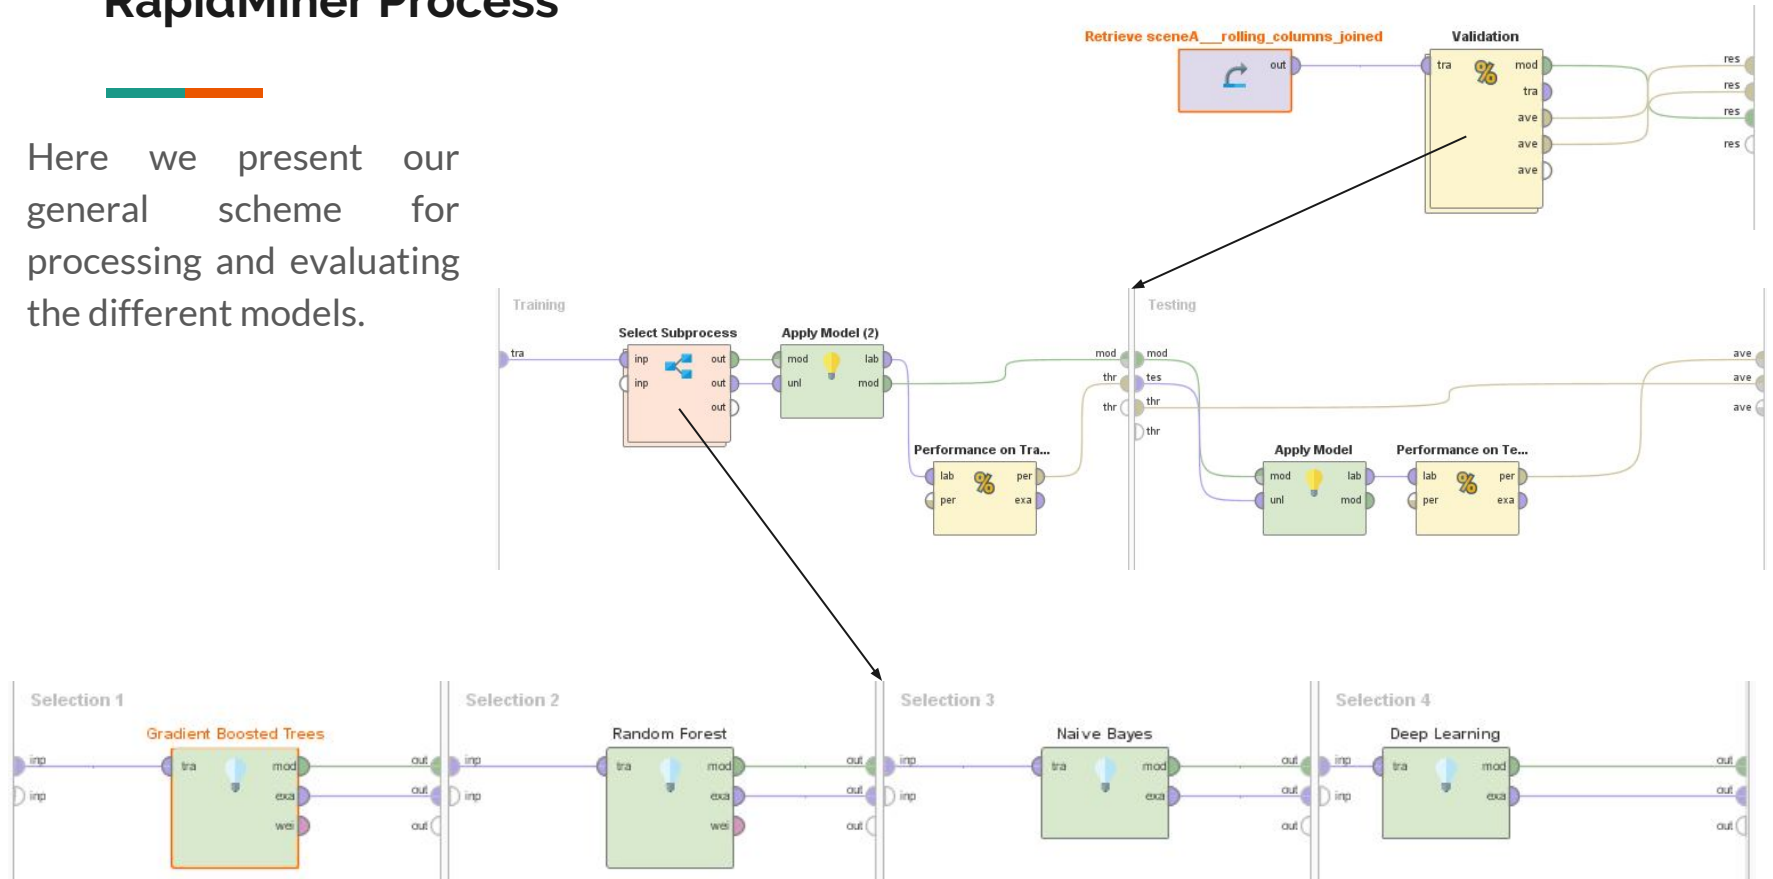 RapidMiner Process
Here we present our
general scheme for
processing and evaluating
the different models.
Retrieve sceneA___rolling_columns_joined
out
Validation
tra mod
tra
ave
ave
ave
res
res
res
res
Training
tra
Select Subprocess
inp out
inp out
out
Apply Model (2)
mod lab
unl mod
Performance on Tra...
lab per
per exa
mod
thr
thr
Testing
mod
tes
thr
thr
Apply Model
mod lab
unl mod
Performance on Te...
lab per
per exa
ave
ave
ave
Selection 1
Gradient Boosted Trees
inp
inp
tra mod
exa
wei
out
out
out
Selection 2
Random Forest
inp
inp
tra mod
exa
wei
out
out
out
Selection 3
Naive Bayes
inp
inp
tra mod
exa
out
out
out
Selection 4
Deep Learning
inp
inp
tra mod
exa
out
out
out